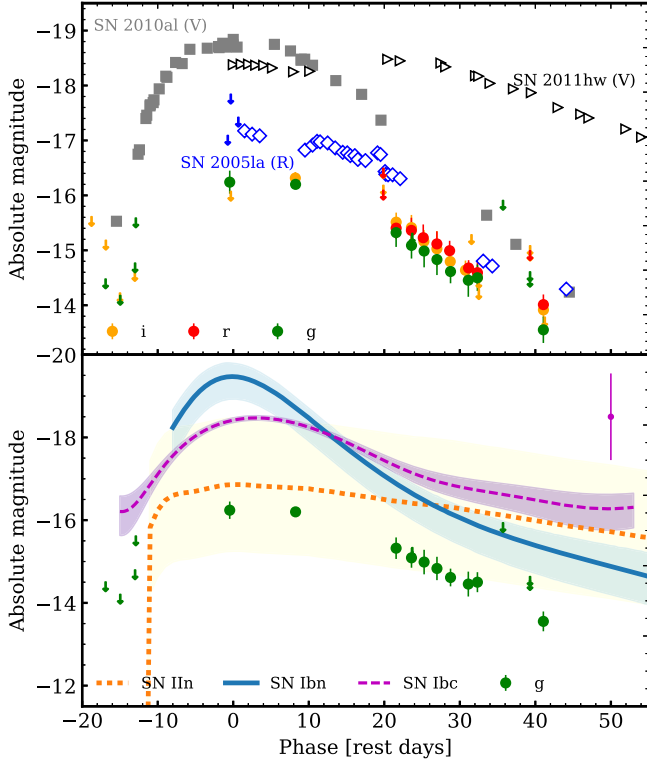 −19
−18
−17
−16
−15
−14
Absolute magnitude
SN 2010al (V)
SN 2011hw (V)
SN 2005la (R)
i
r
g
−20
−18
−16
−14
−12
Absolute magnitude
SN IIn
SN Ibn
SN Ibc
g
−20
−10
0
10
20
30
40
50
Phase [rest days]